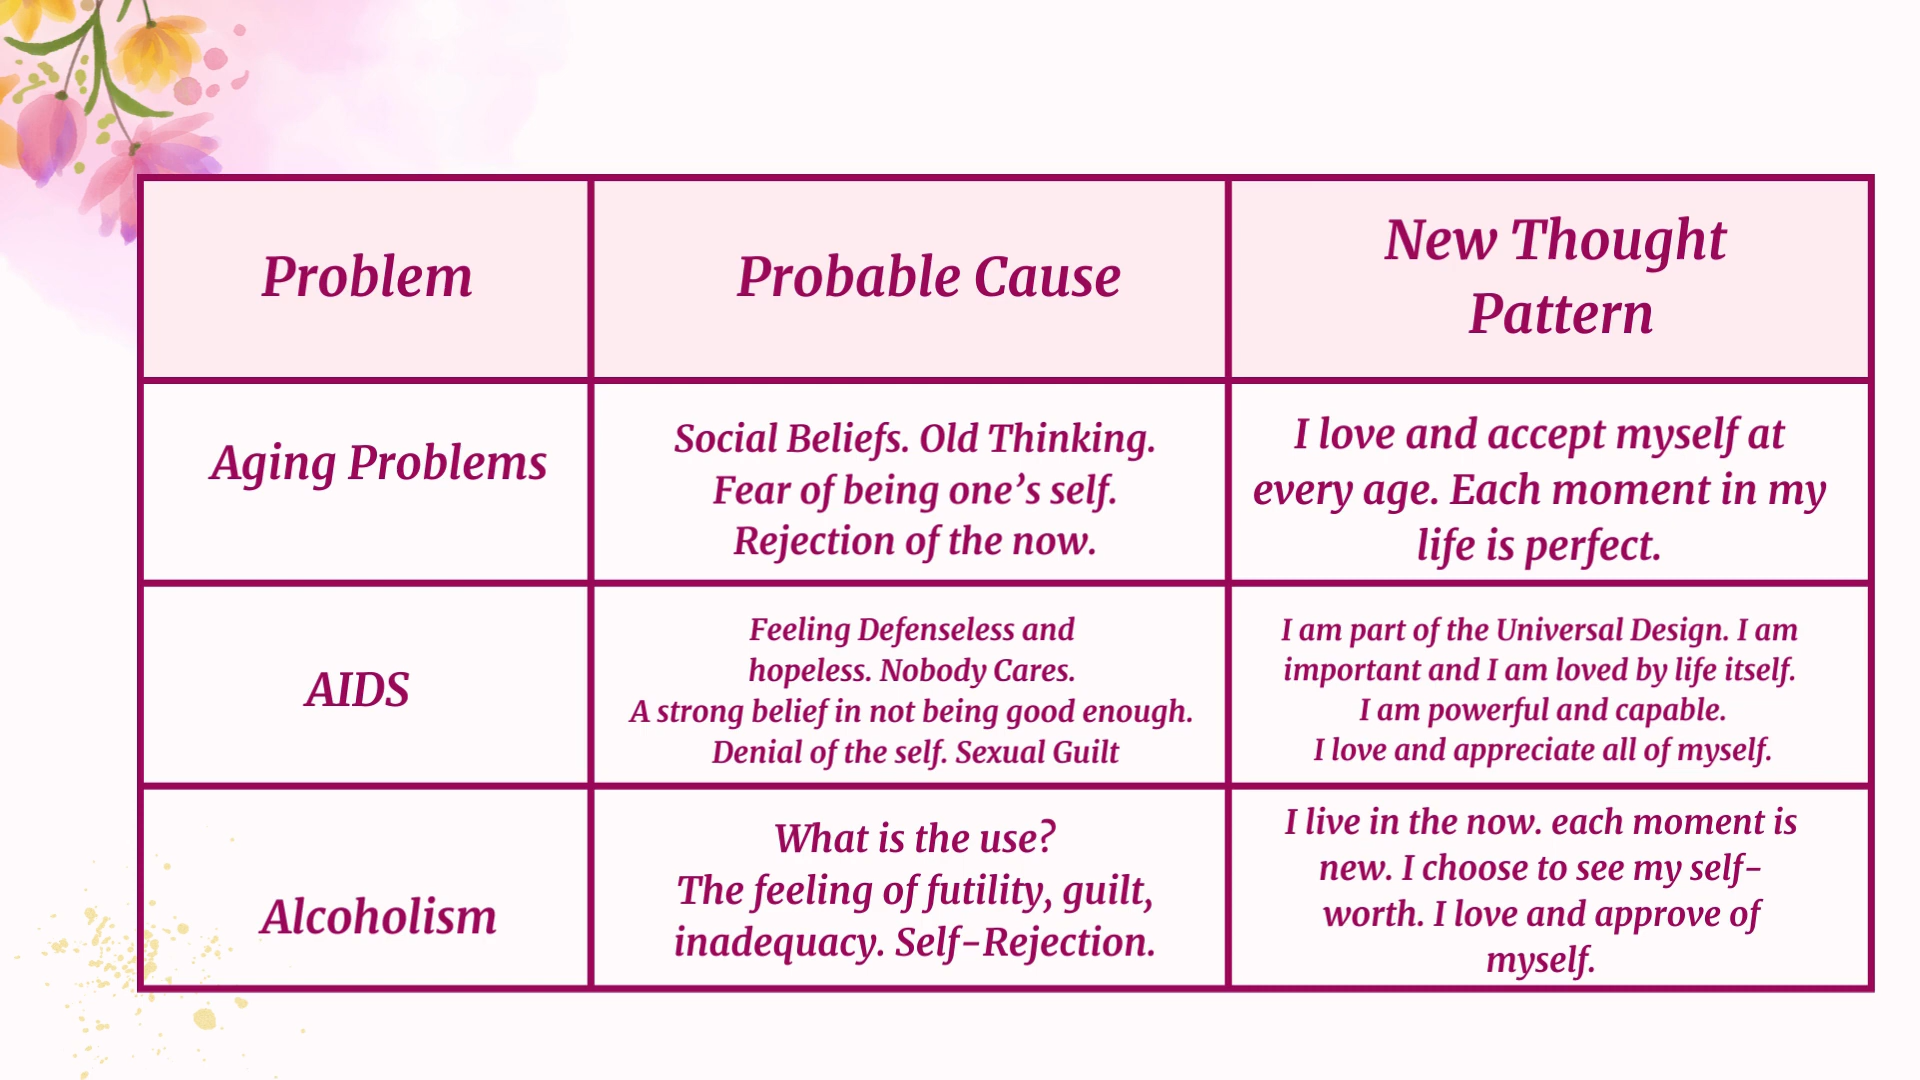 Problem
Probable Cause
New Thought
Pattern
Aging Problems
Social Beliefs. Old Thinking.
Fear of being one’s self.
Rejection of the now.
I love and accept myself at
every age. Each moment in my
life is perfect.
AIDS
Feeling Defenseless and
hopeless. Nobody Cares.
A strong belief in not being good enough.
Denial of the self. Sexual Guilt
I am part of the Universal Design. I am
important and I am loved by life itself.
I am powerful and capable.
I love and appreciate all of myself.
Alcoholism
What is the use?
The feeling of futility, guilt,
inadequacy. Self-Rejection.
I live in the now. each moment is
new. I choose to see my self-
worth. I love and approve of
myself.